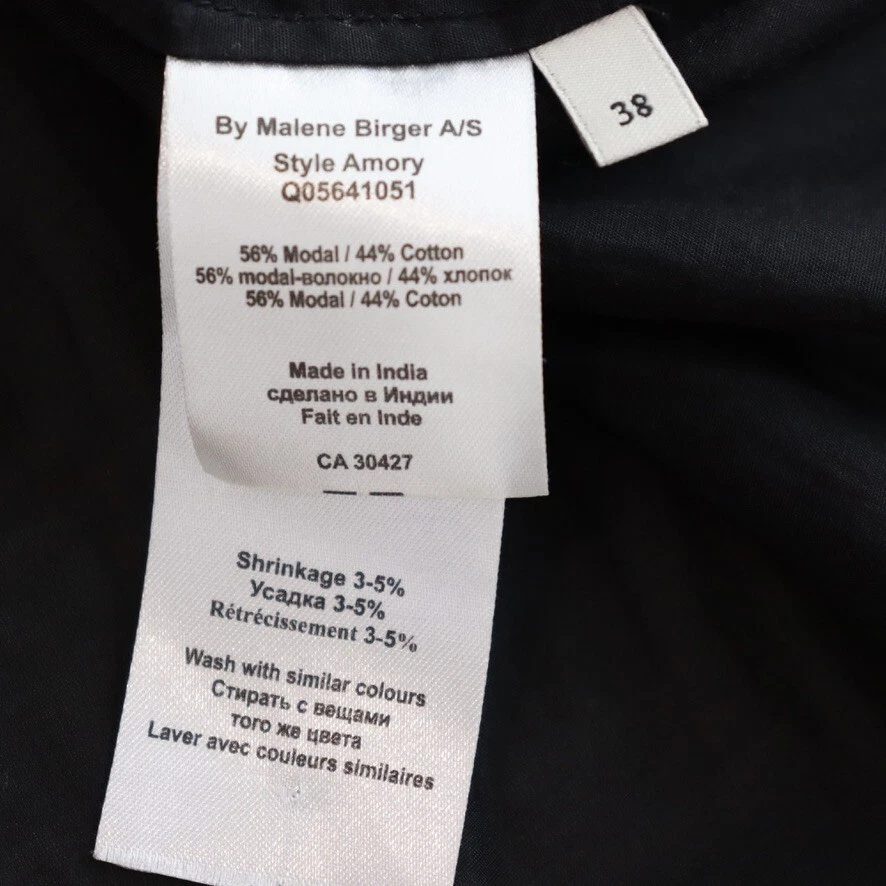 By Malene Birger A/S
Style Amory
Q05641051
56% Modal / 44% Cotton
56% modal-волокно / 44% хлопок
56% Modal / 44% Coton
Made in India
сделано в Индии
Fait en Inde
CA 30427
38
Shrinkage 3-5%
Усадка 3-5%
Rétrécissement 3-5%
Wash with similar colours
Стирать с вещами
того же цвета
Laver avec couleurs similaires